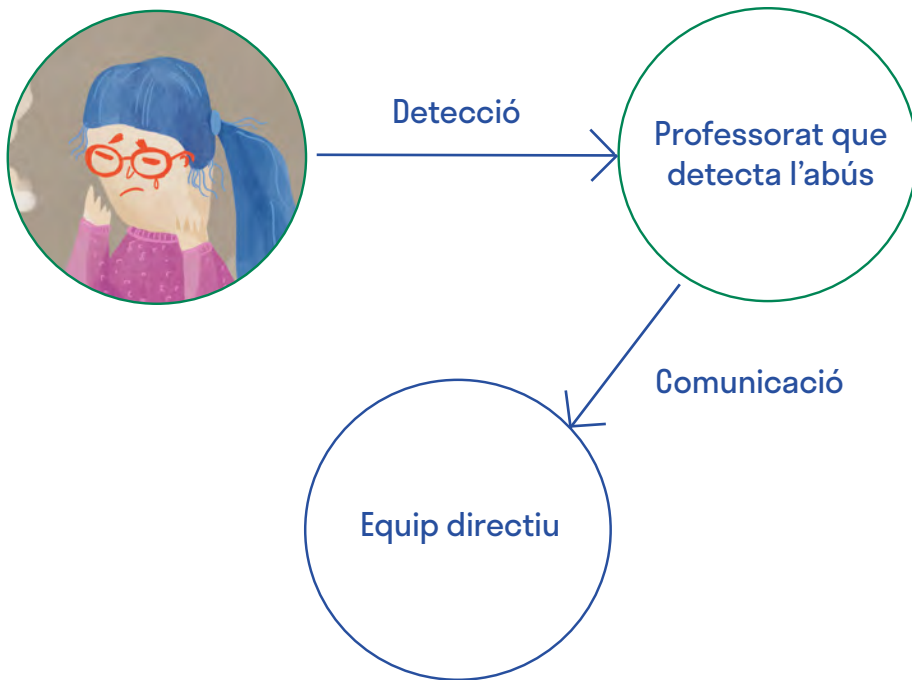 Detecció
Professorat que
detecta l’abús
Comunicació
Equip directiu